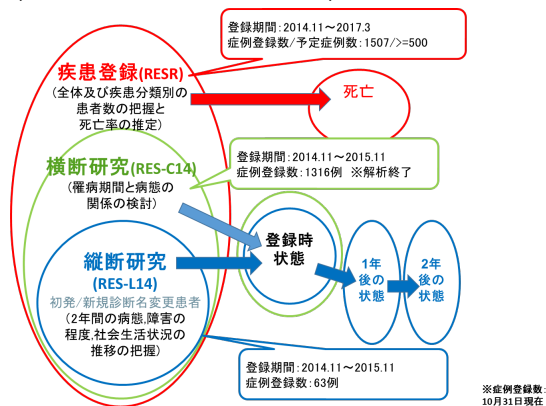 登録期間:2014.11～2017.3
症例登録数/予定症例数:1507/>=500
疾患登録(RESR)
(全体及び疾患分類別の
患者数の把握と
死亡率の推定)
死亡
登録期間:2014.11～2015.11
症例登録数:1316例 ※解析終了
横断研究(RES-C14)
(罹病期間と病態の
関係の検討)
登録時
状態
1年
後の
状態
2年
後の
状態
縦断研究
(RES-L14)
初発/新規診断名変更患者
(2年間の病態,障害の
程度,社会生活状況の
推移の把握)
登録期間:2014.11～2015.11
症例登録数:63例
※症例登録数:
10月31日現在